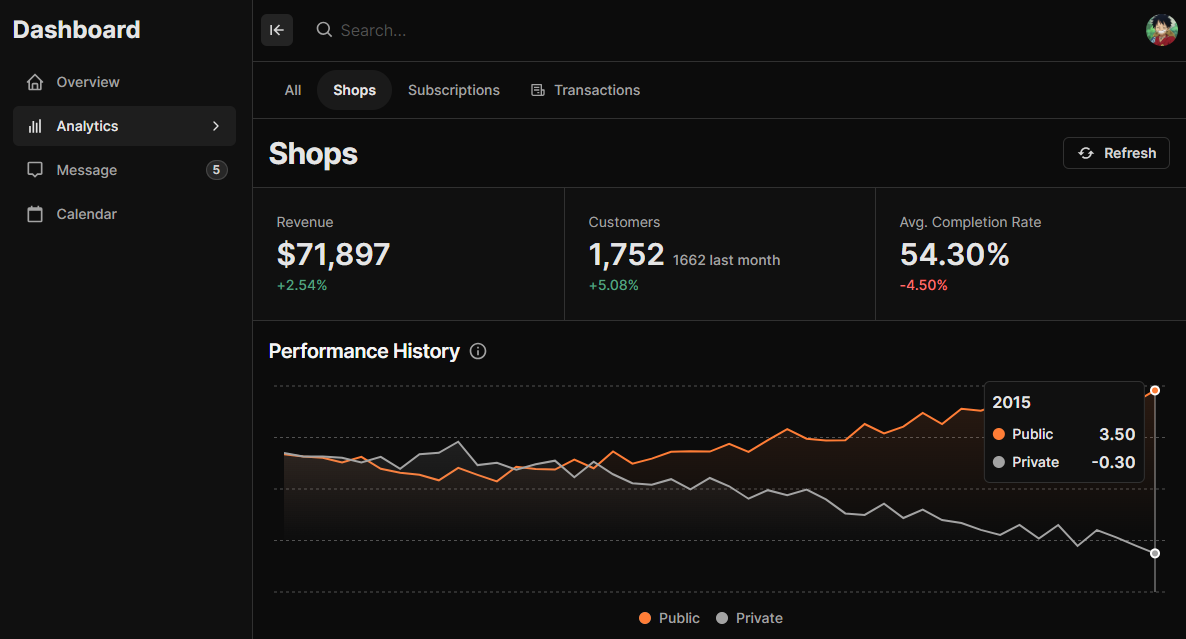 Dashboard
Search...
Overview
Analytics
Message 5
Calendar
All Shops Subscriptions Transactions
Shops
Refresh
Revenue
$71,897
+2.54%
Customers
1,752 1662 last month
+5.08%
Avg. Completion Rate
54.30%
-4.50%
Performance History
2015
Public 3.50
Private -0.30
Public Private